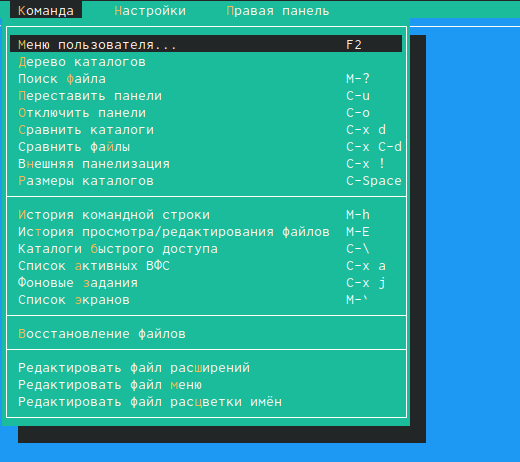 Команда Настройки Правая панель
Меню пользователя... F2
Дерево каталогов
Поиск файла M-?
Переставить панели C-u
Отключить панели C-o
Сравнить каталоги C-x d
Сравнить файлы C-x C-d
Внешняя панелизация C-x !
Размеры каталогов C-Space
История командной строки M-h
История просмотра/редактирования файлов M-E
Каталоги быстрого доступа C-\
Список активных ВФС C-x a
Фоновые задания C-x j
Список экранов M-`
Восстановление файлов
Редактировать файл расширений
Редактировать файл меню
Редактировать файл расцветки имён